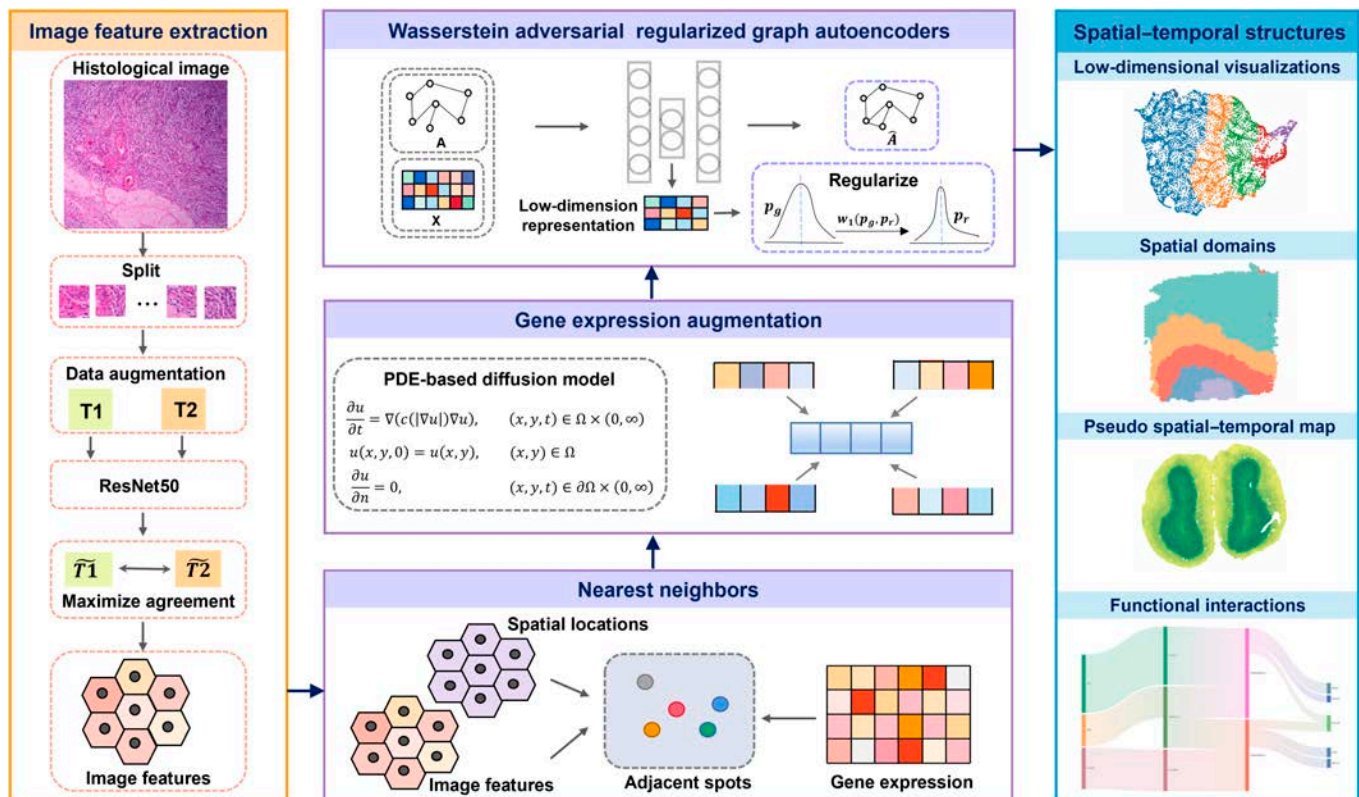 Image feature extraction
Histological image
Split
...
Data augmentation
T1 T2
ResNet50
T̃1 T̃2
Maximize agreement
Image features
Wasserstein adversarial regularized graph autoencoders
A
X
Low-dimension
representation
Ã
Regularize
p_g
w₁(p_g, p_r)
p_r
Gene expression augmentation
PDE-based diffusion model
∂u/∂t = ∇(c(|∇u|)∇u), (x, y, t) ∈ Ω × (0, ∞)
u(x, y, 0) = u(x, y), (x, y) ∈ Ω
∂u/∂n = 0, (x, y, t) ∈ ∂Ω × (0, ∞)
Nearest neighbors
Spatial locations
Image features
Adjacent spots
Gene expression
Spatial–temporal structures
Low-dimensional visualizations
Spatial domains
Pseudo spatial–temporal map
Functional interactions